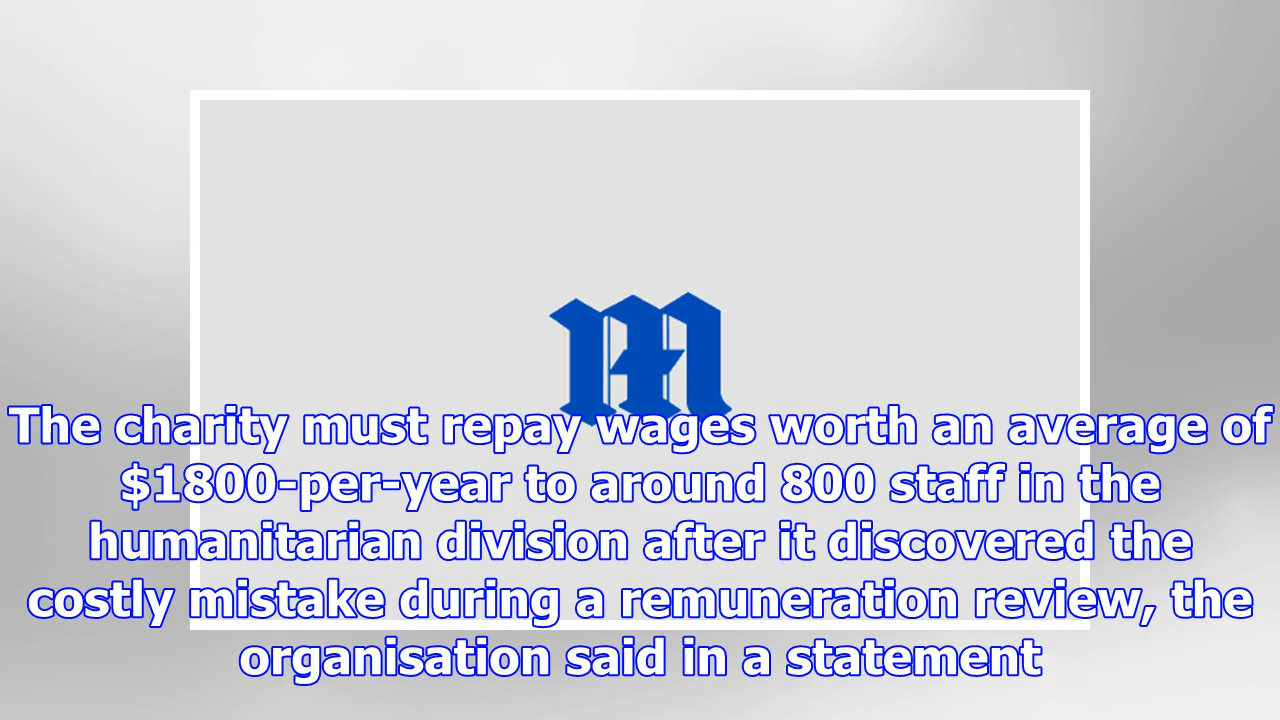 m
The charity must repay wages worth an average of
$1800-per-year to around 800 staff in the
humanitarian division after it discovered the
costly mistake during a remuneration review, the
organisation said in a statement